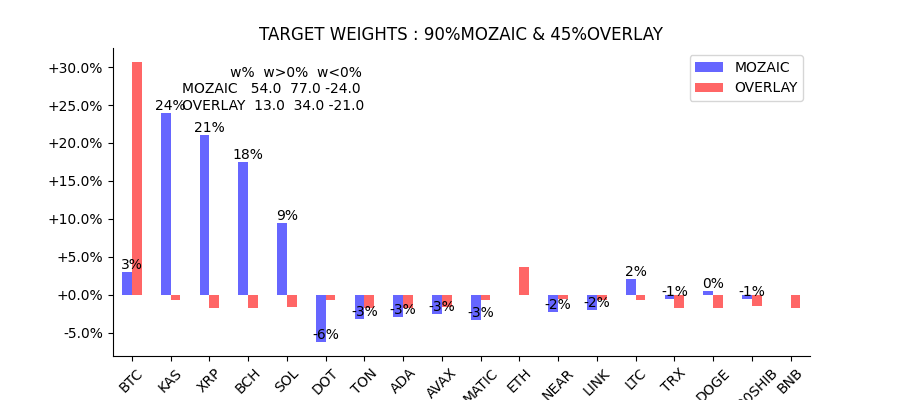 TARGET WEIGHTS : 90%MOZAIC & 45%OVERLAY
w% w>0% w<0%
MOZAIC 54.0 77.0 -24.0
OVERLAY 13.0 34.0 -21.0
MOZAIC
OVERLAY
+30.0%
+25.0%
+20.0%
+15.0%
+10.0%
+5.0%
+0.0%
-5.0%
3%
24%
21%
18%
9%
-6%
-3%
-3%
-3%
-3%
-2%
-2%
2%
-1%
0%
-1%
BTC
KAS
XRP
BCH
SOL
DOT
TON
ADA
AVAX
MATIC
ETH
NEAR
LINK
LTC
TRX
DOGE
0SHIB
BNB